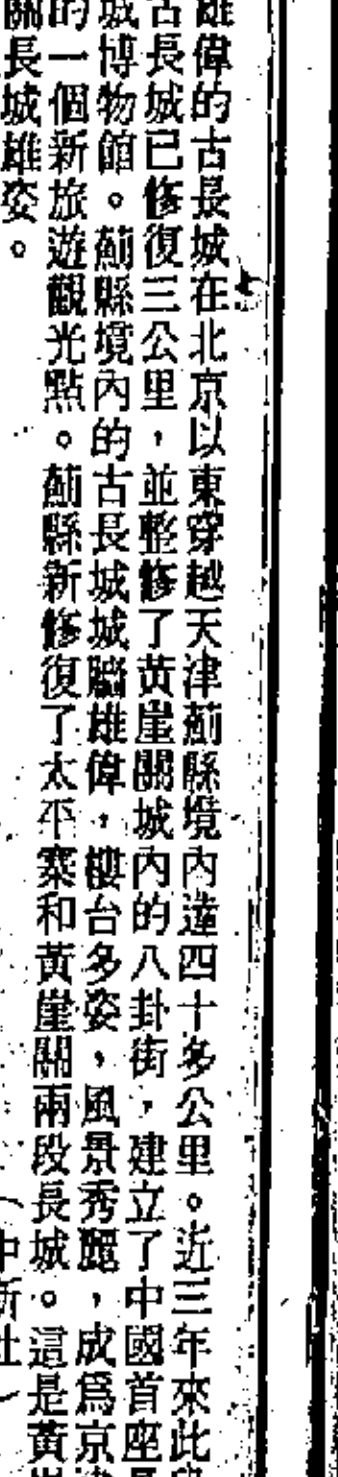 雄偉的古長城在北京以東穿越天津薊縣境內達四十多公里。近三年來此
古長城已修復三公里，並整修了黃崖關城內的八卦街，建立了中國首座長
城博物館。薊縣境內的古長城城牆雄偉，樓台多姿，風景秀麗，成爲京津
的一個新旅遊觀光點。薊縣新修復了太平寨和黃崖關兩段長城。這是黃崖
關長城雄姿。
（中新社）